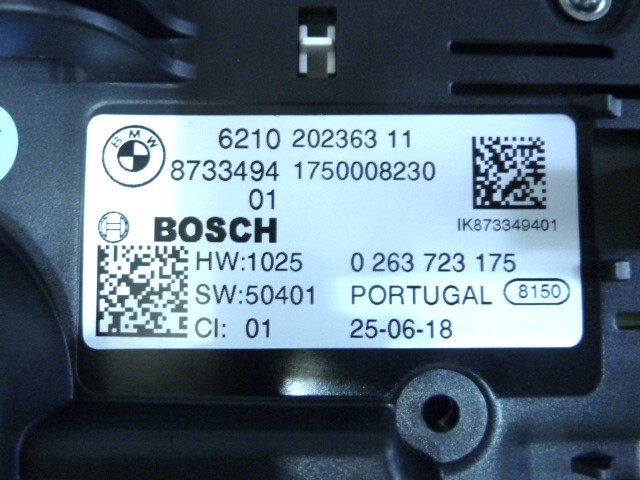 BMW 6210 202363 11
8733494 1750008230
01
IK873349401
BOSCH
HW:1025 0 263 723 175
SW:50401 PORTUGAL 8150
CI: 01 25-06-18